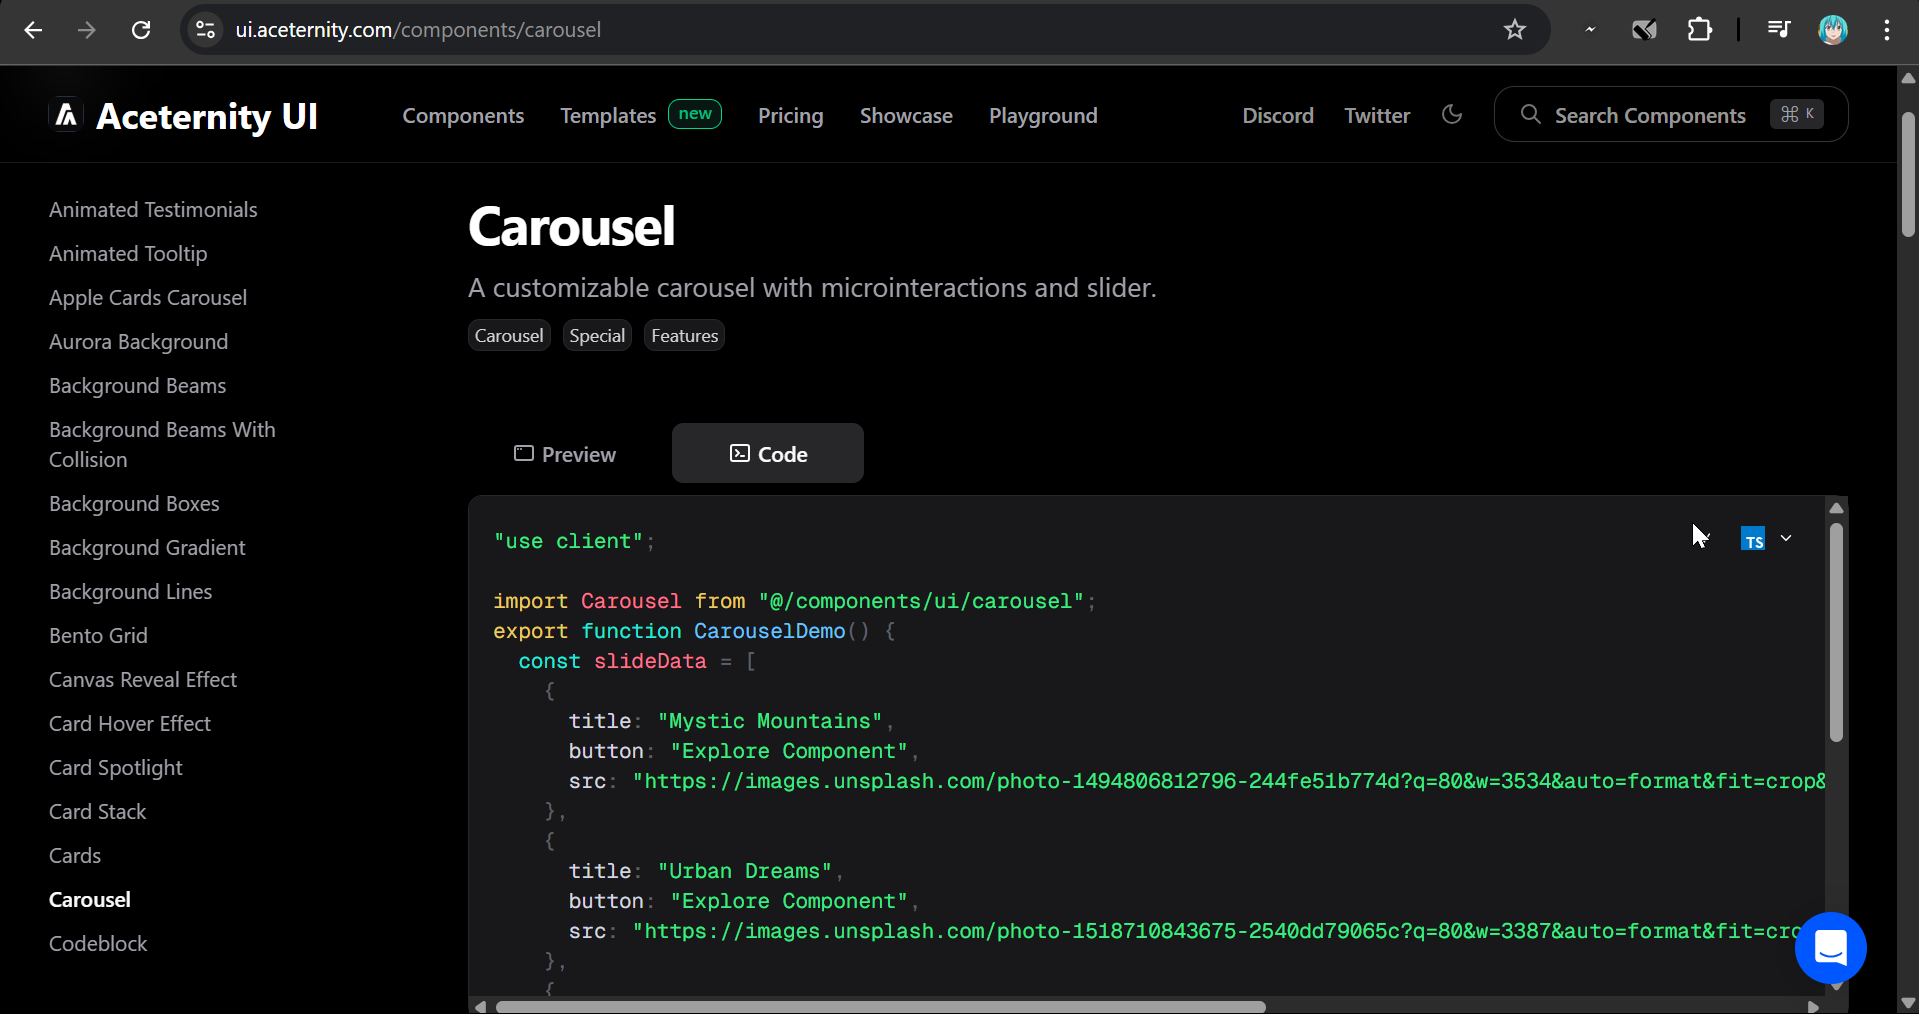 ui.aceternity.com/components/carousel
Aceternity UI
Components
Templates
new
Pricing
Showcase
Playground
Discord
Twitter
Search Components
⌘ K
Animated Testimonials
Animated Tooltip
Apple Cards Carousel
Aurora Background
Background Beams
Background Beams With
Collision
Background Boxes
Background Gradient
Background Lines
Bento Grid
Canvas Reveal Effect
Card Hover Effect
Card Spotlight
Card Stack
Cards
Carousel
Codeblock
Carousel
A customizable carousel with microinteractions and slider.
Carousel
Special
Features
Preview
Code
TS
"use client";
import Carousel from "@/components/ui/carousel";
export function CarouselDemo() {
const slideData = [
{
title: "Mystic Mountains",
button: "Explore Component",
src: "https://images.unsplash.com/photo-1494806812796-244fe51b774d?q=80&w=3534&auto=format&fit=crop&
},
{
title: "Urban Dreams",
button: "Explore Component",
src: "https://images.unsplash.com/photo-1518710843675-2540dd79065c?q=80&w=3387&auto=format&fit=cro
},
{